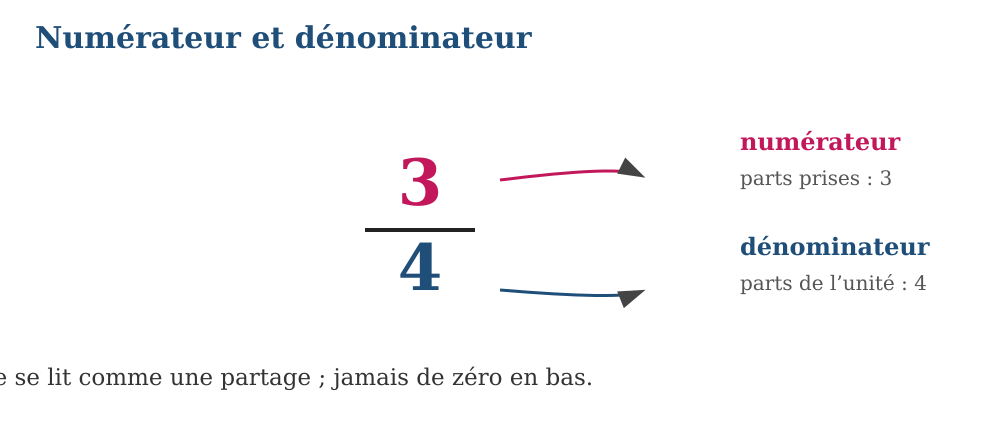 Numérateur et dénominateur
3
4
numérateur
parts prises : 3
dénominateur
parts de l’unité : 4
se lit comme une partage ; jamais de zéro en bas.